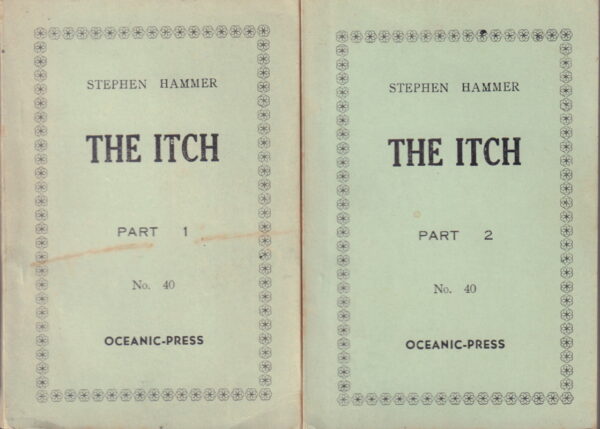 STEPHEN HAMMER
THE ITCH
PART 1
No. 40
OCEANIC-PRESS
STEPHEN HAMMER
THE ITCH
PART 2
No. 40
OCEANIC-PRESS